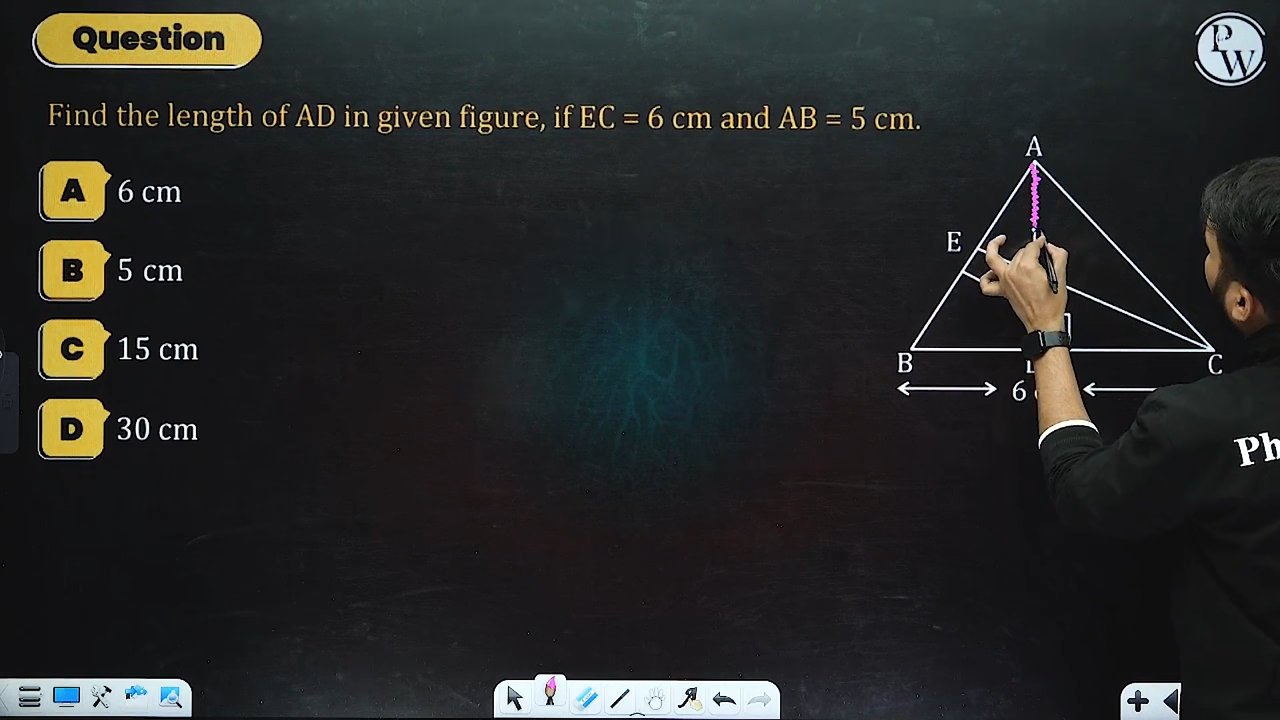 Question
PW
Find the length of AD in given figure, if EC = 6 cm and AB = 5 cm.
A 6 cm
B 5 cm
C 15 cm
D 30 cm
A
E
B
C
6
Ph